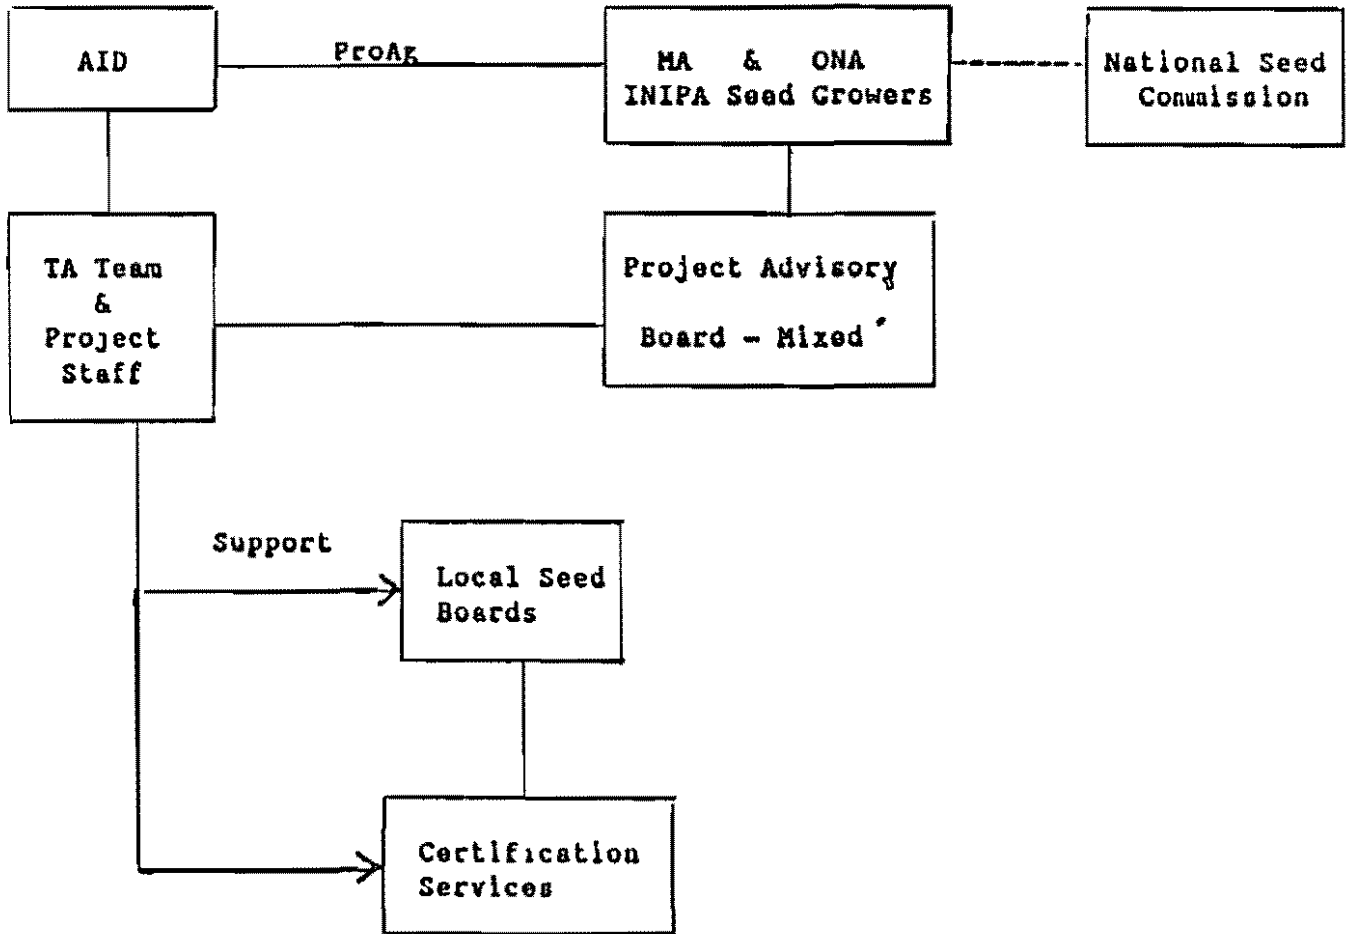 AID
ProAg
MA & ONA
INIPA Seed Growers
National Seed
Commission
TA Team
&
Project
Staff
Project Advisory
Board - Mixed
Support
Local Seed
Boards
Certification
Services